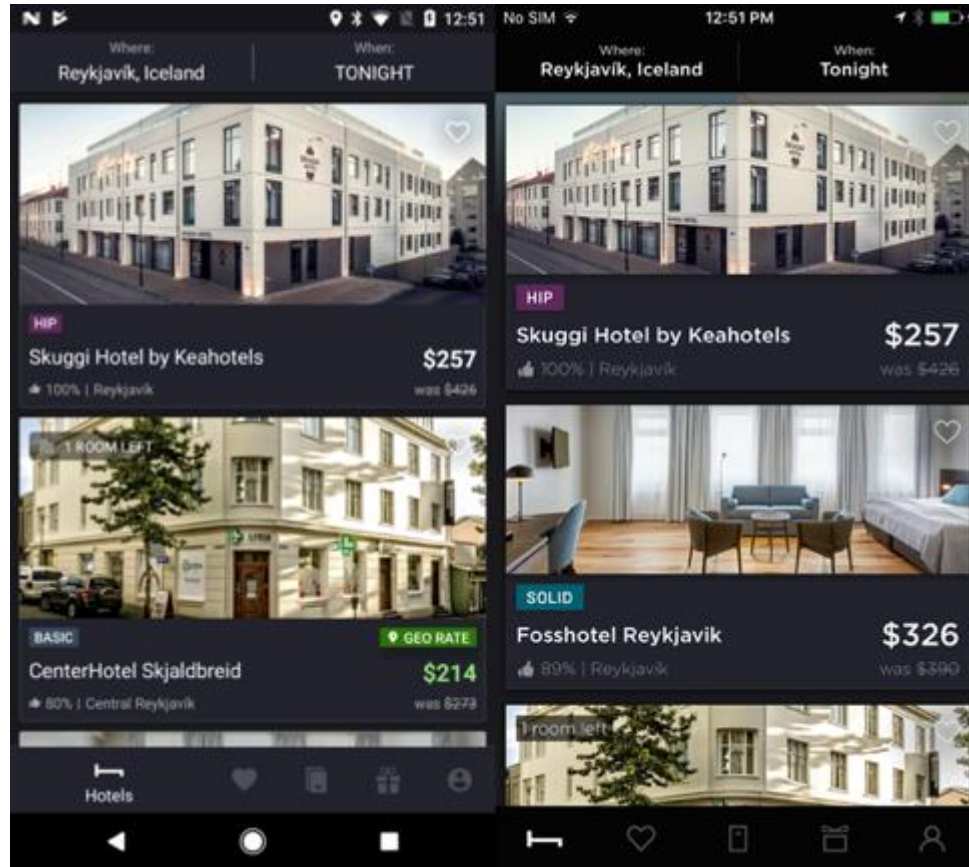 12:51
Where:
Reykjavík, Iceland
When:
TONIGHT
HIP
Skuggi Hotel by Keahotels
$257
100% | Reykjavík
was $426
1 ROOM LEFT
BASIC
GEO RATE
CenterHotel Skjaldbreid
$214
80% | Central Reykjavik
was $273
Hotels
No SIM
12:51 PM
Where:
Reykjavík, Iceland
When:
Tonight
HIP
Skuggi Hotel by Keahotels
$257
100% | Reykjavík
was $426
SOLID
Fosshotel Reykjavik
$326
89% | Reykjavík
was $390
1 room left